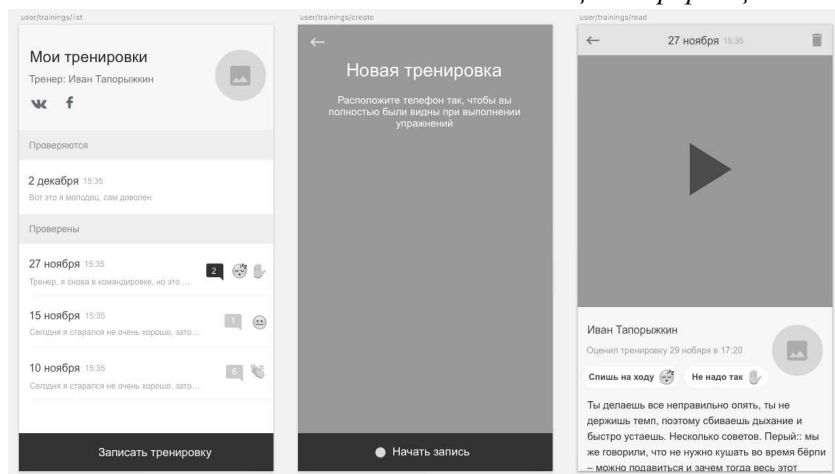 user/trainings/list
Мои тренировки
Тренер: Иван Тапорыжкин
f
Проверяются
2 декабря 15:35
Вот это я молодец, сам доволен
Проверены
27 ноября 15:35
2
Тренер, я снова в командировке, но это ...
15 ноября 15:35
1
Сегодня я старался не очень хорошо, зато...
10 ноября 15:35
6
Сегодня я старался не очень хорошо, зато...
Записать тренировку
user/trainings/create
Новая тренировка
Расположите телефон так, чтобы вы
полностью были видны при выполнении
упражнений
Начать запись
user/trainings/read
27 ноября 15:35
Иван Тапорыжкин
Оценил тренировку 29 нобяря в 17:20
Спишь на ходу
Не надо так
Ты делаешь все неправильно опять, ты не
держишь темп, поэтому сбиваешь дыхание и
быстро устаешь. Несколько советов. Перый:: мы
же говорили, что не нужно кушать во время бёрпи
– можно подавиться и зачем тогда весь этот